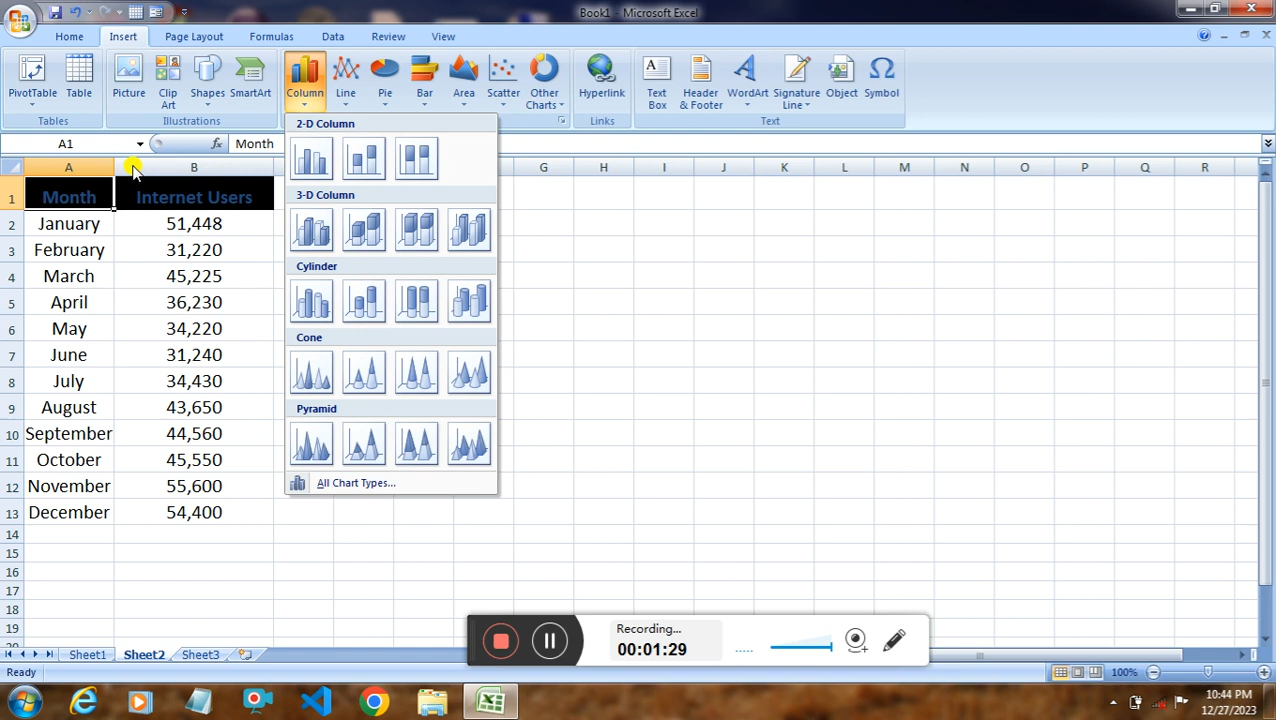 Book1 - Microsoft Excel
Home Insert Page Layout Formulas Data Review View
PivotTable Table Picture Clip Art Shapes SmartArt Column Line Pie Bar Area Scatter Other Charts Hyperlink Text Box Header & Footer WordArt Signature Line Object Symbol
Tables Illustrations Links Text
A1 fx Month
2-D Column
3-D Column
Cylinder
Cone
Pyramid
All Chart Types...
A B G H I J K L M N O P Q R
1 Month Internet Users
2 January 51,448
3 February 31,220
4 March 45,225
5 April 36,230
6 May 34,220
7 June 31,240
8 July 34,430
9 August 43,650
10 September 44,560
11 October 45,550
12 November 55,600
13 December 54,400
14
15
16
17
18
19
Recording...
00:01:29
Sheet1 Sheet2 Sheet3
Ready 100%
10:44 PM
12/27/2023